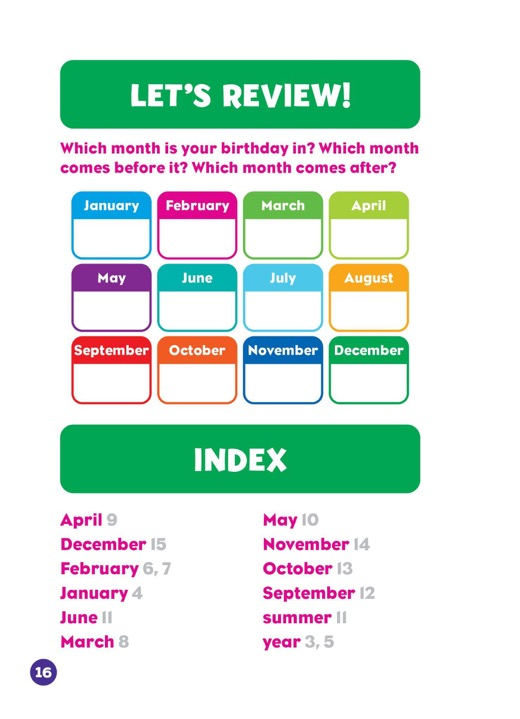 LET'S REVIEW!
Which month is your birthday in? Which month
comes before it? Which month comes after?
January February March April
May June July August
September October November December
INDEX
April 9
December 15
February 6, 7
January 4
June 11
March 8
May 10
November 14
October 13
September 12
summer 11
year 3, 5
16